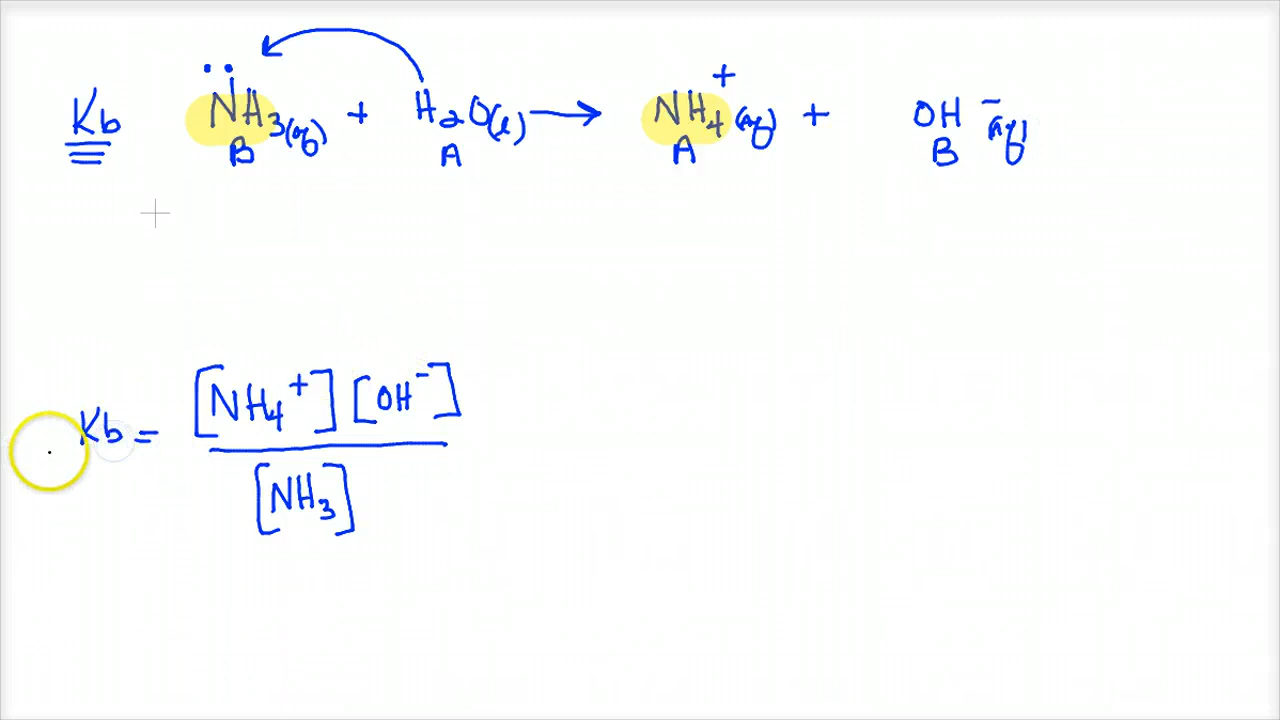 Kb NH3(aq) + H2O(l) → NH4+(aq) + OH-(aq)
B A A B
Kb = [NH4+] [OH-]
[NH3]